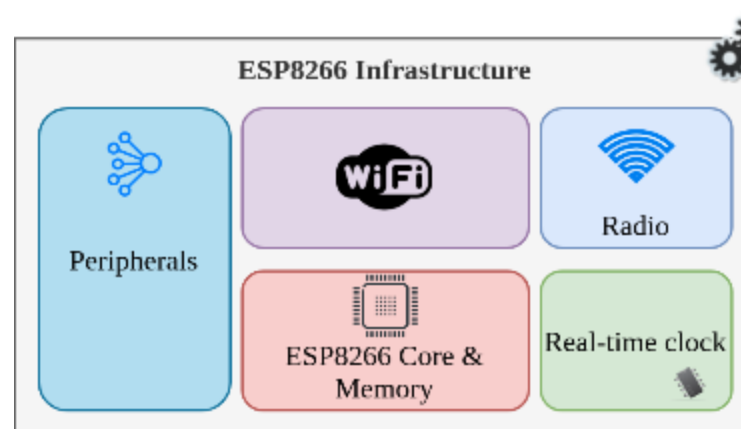 ESP8266 Infrastructure
Peripherals
WiFi
Radio
ESP8266 Core &
Memory
Real-time clock